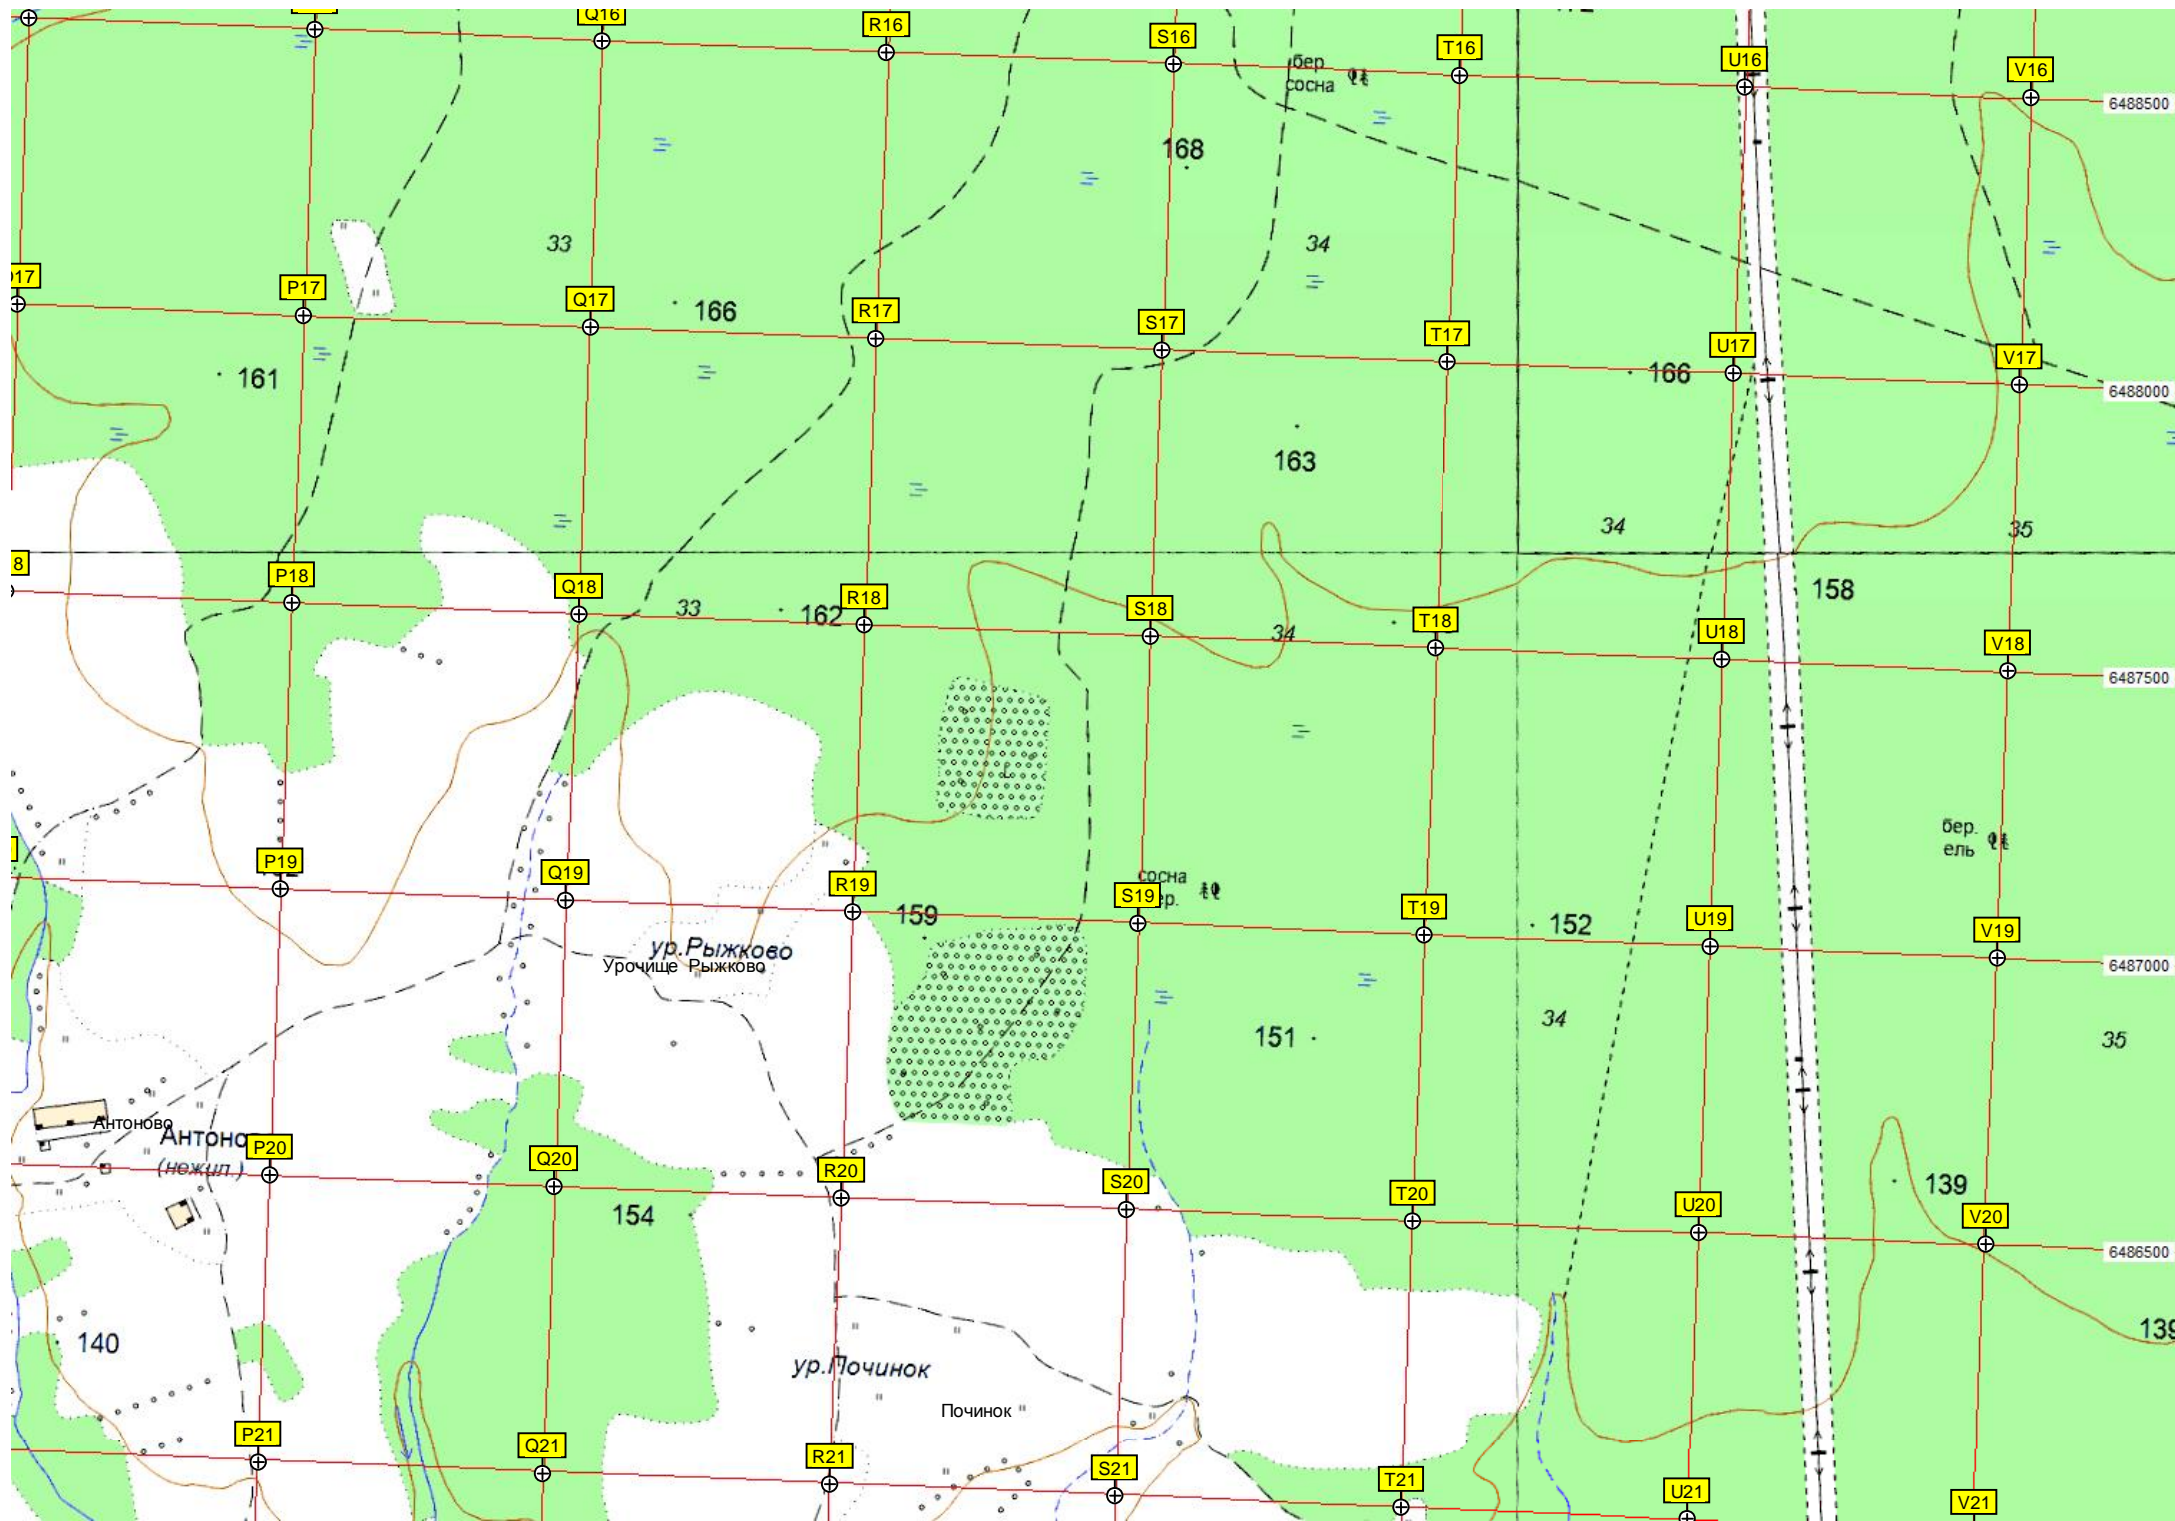 Q16
R16
S16
T16
U16
V16
бер.
сосна
6488500
168
33
34
P17
Q17
R17
S17
T17
U17
V17
166
166
161
6488000
163
34
35
158
P18
Q18
R18
S18
T18
U18
V18
33
162
34
6487500
бер.
ель
P19
Q19
R19
S19
T19
U19
V19
сосна
159
152
6487000
ур.Рыжково
Урочище Рыжково
151
34
35
Антоново
(нежил.)
P20
Q20
R20
S20
T20
U20
V20
154
139
6486500
140
139
ур.Починок
Починок
P21
Q21
R21
S21
T21
U21
V21